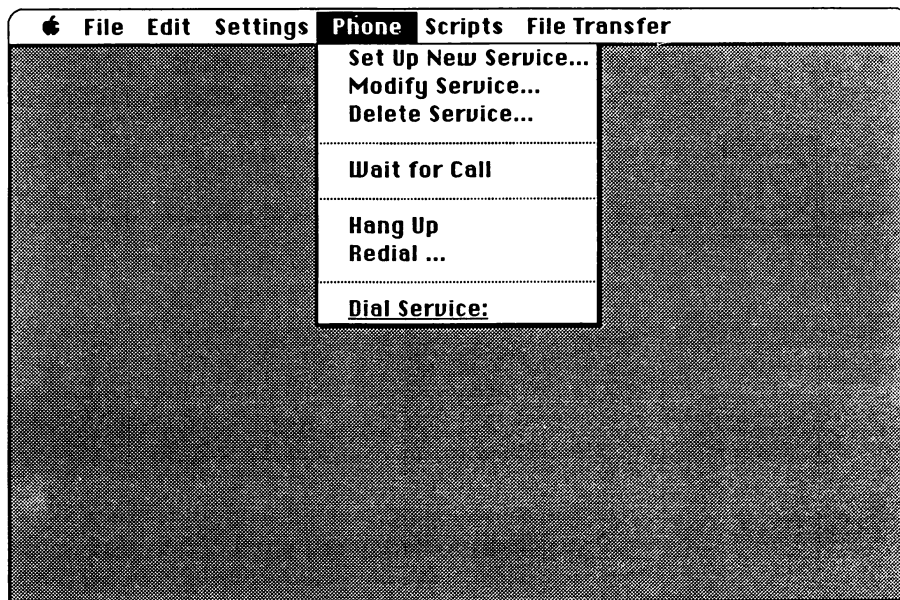 File Edit Settings Phone Scripts File Transfer
Set Up New Service...
Modify Service...
Delete Service...
Wait for Call
Hang Up
Redial ...
Dial Service: